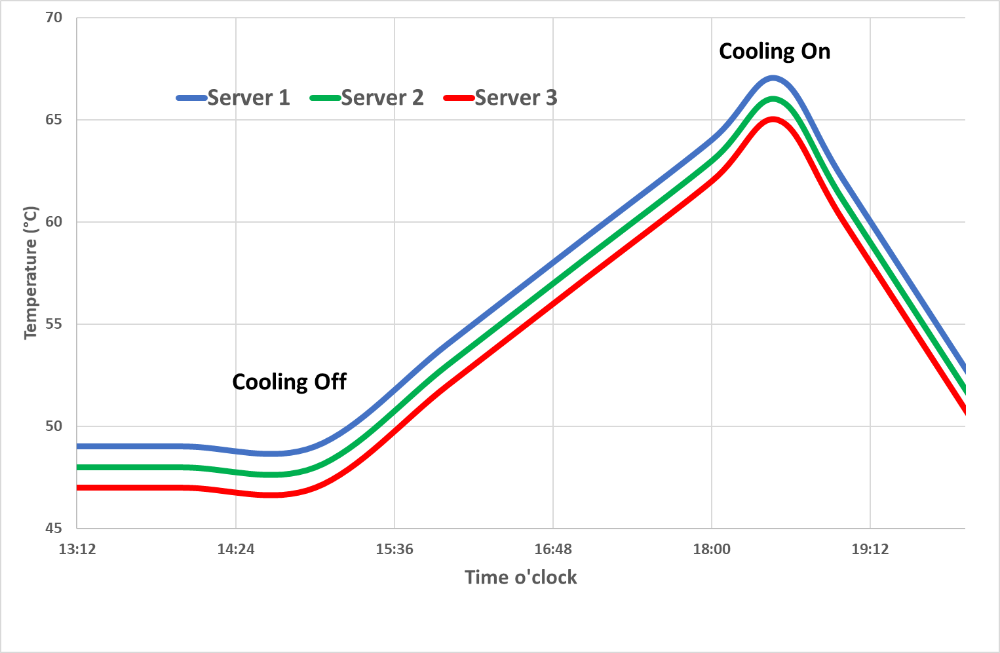 70
Cooling On
Server 1 Server 2 Server 3
65
60
Temperature (°C)
55
Cooling Off
50
45
13:12 14:24 15:36 16:48 18:00 19:12
Time o'clock